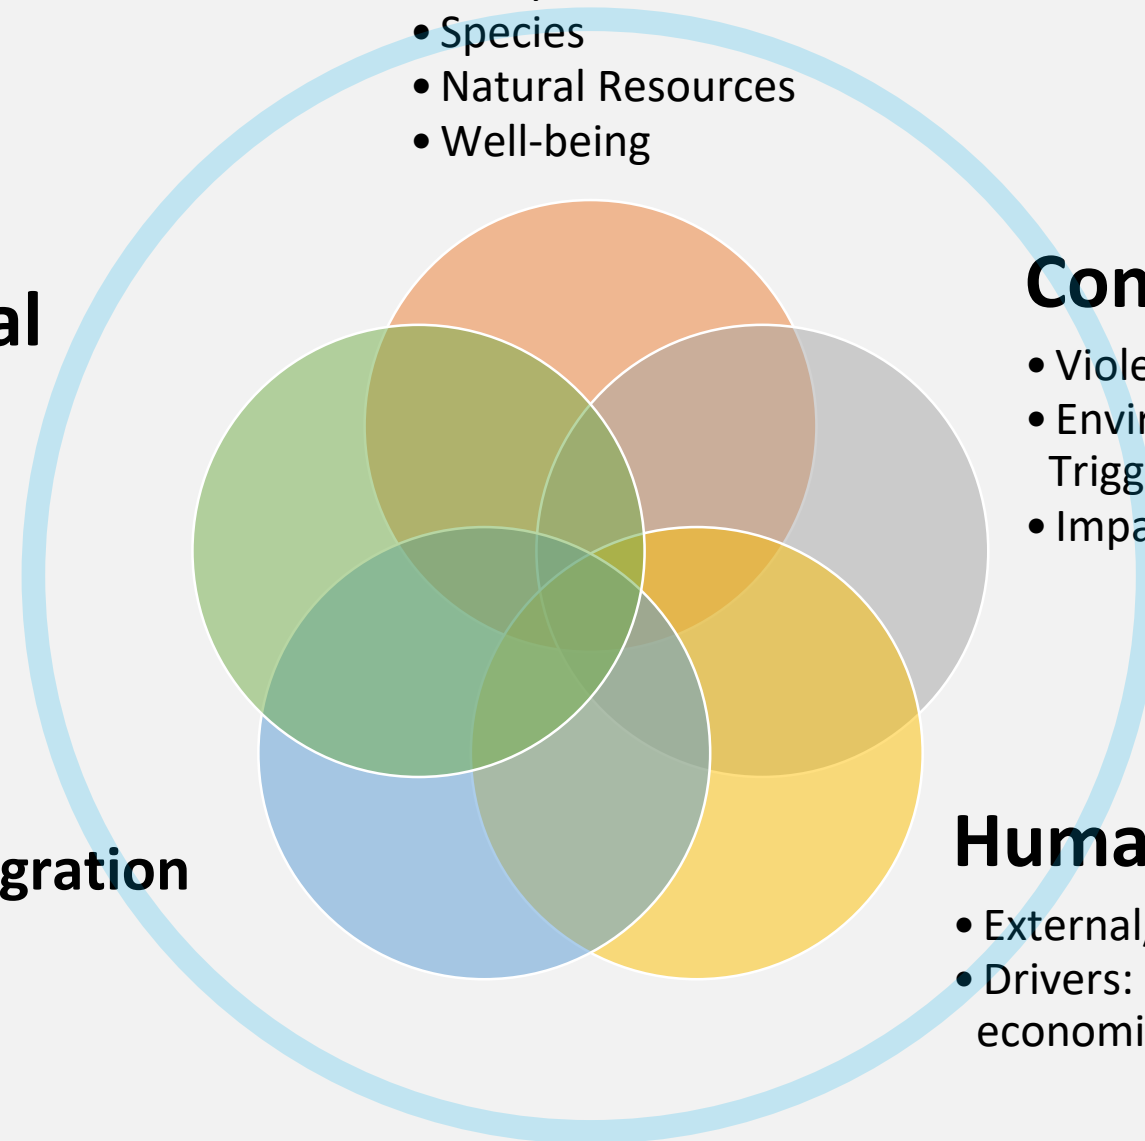 • Species
• Natural Resources
• Well-being
al
Con
• Viole
• Envir
Trigg
• Impa
gration
Huma
• External,
• Drivers:
economi